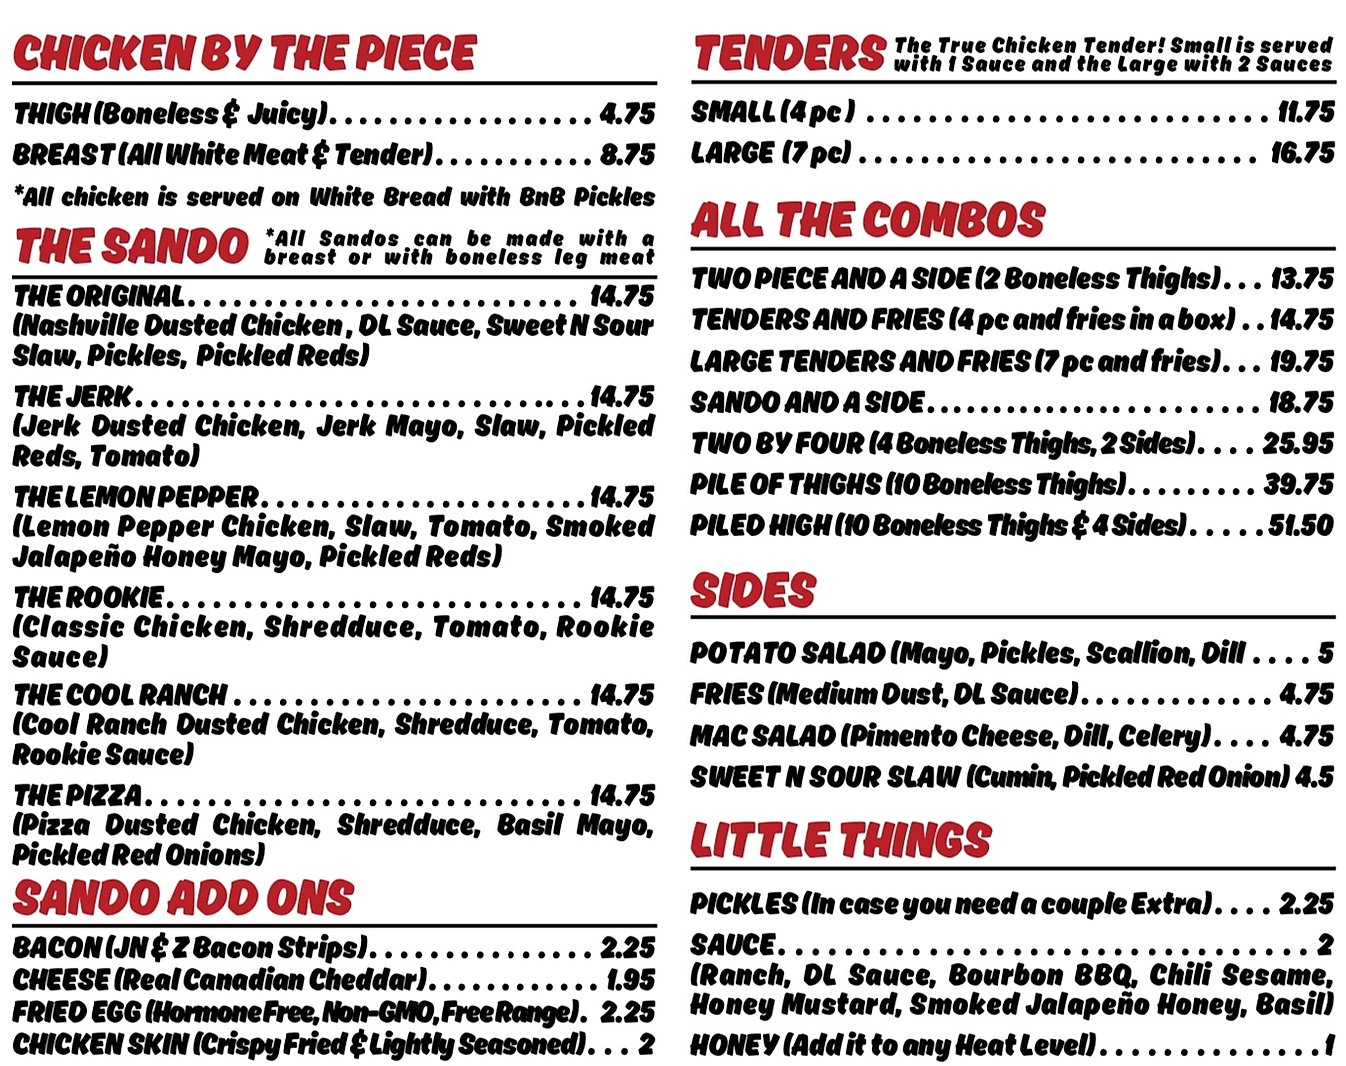 CHICKEN BY THE PIECE
THIGH (Boneless & Juicy).................. 4.75
BREAST (All White Meat & Tender)........... 8.75
*All chicken is served on White Bread with BnB Pickles
THE SANDO
*All Sandos can be made with a
breast or with boneless leg meat
THE ORIGINAL............................ 14.75
(Nashville Dusted Chicken, DL Sauce, Sweet N Sour
Slaw, Pickles, Pickled Reds)
THE JERK................................14.75
(Jerk Dusted Chicken, Jerk Mayo, Slaw, Pickled
Reds, Tomato)
THE LEMON PEPPER.........................14.75
(Lemon Pepper Chicken, Slaw, Tomato, Smoked
Jalapeño Honey Mayo, Pickled Reds)
THE ROOKIE............................. 14.75
(Classic Chicken, Shredduce, Tomato, Rookie
Sauce)
THE COOL RANCH ........................14.75
(Cool Ranch Dusted Chicken, Shredduce, Tomato,
Rookie Sauce)
THE PIZZA.............................. 14.75
(Pizza Dusted Chicken, Shredduce, Basil Mayo,
Pickled Red Onions)
SANDO ADD ONS
BACON (JN & Z Bacon Strips)............... 2.25
CHEESE (Real Canadian Cheddar)............ 1.95
FRIED EGG (Hormone Free, Non-GMO, Free Range). 2.25
CHICKEN SKIN (Crispy Fried & Lightly Seasoned)... 2
TENDERS
The True Chicken Tender! Small is served
with 1 Sauce and the Large with 2 Sauces
SMALL (4 pc ) ........................... 11.75
LARGE (7 pc) ........................... 16.75
ALL THE COMBOS
TWO PIECE AND A SIDE (2 Boneless Thighs)... 13.75
TENDERS AND FRIES (4 pc and fries in a box) ..14.75
LARGE TENDERS AND FRIES (7 pc and fries)... 19.75
SANDO AND A SIDE......................... 18.75
TWO BY FOUR (4 Boneless Thighs, 2 Sides).... 25.95
PILE OF THIGHS (10 Boneless Thighs)......... 39.75
PILED HIGH (10 Boneless Thighs & 4 Sides).....51.50
SIDES
POTATO SALAD (Mayo, Pickles, Scallion, Dill .... 5
FRIES (Medium Dust, DL Sauce)............. 4.75
MAC SALAD (Pimento Cheese, Dill, Celery).... 4.75
SWEET N SOUR SLAW (Cumin, Pickled Red Onion) 4.5
LITTLE THINGS
PICKLES (In case you need a couple Extra).... 2.25
SAUCE.................................... 2
(Ranch, DL Sauce, Bourbon BBQ, Chili Sesame,
Honey Mustard, Smoked Jalapeño Honey, Basil)
HONEY (Add it to any Heat Level)...............1